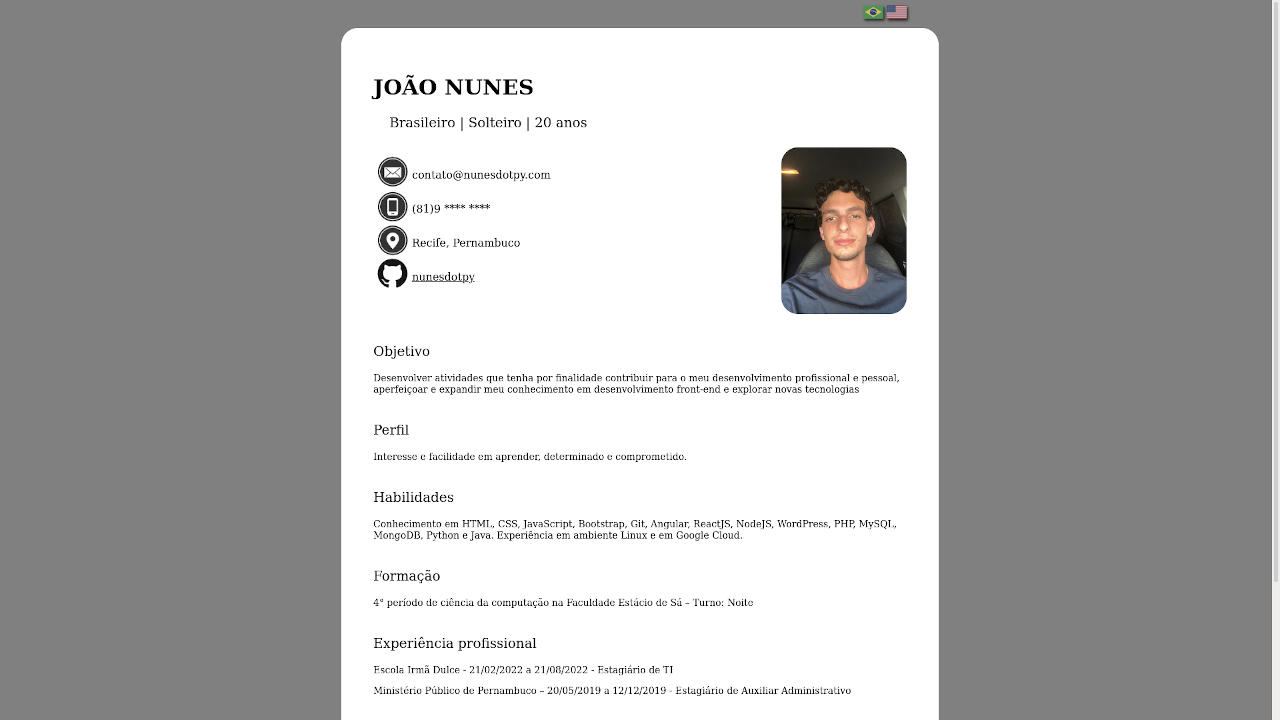 JOÃO NUNES
Brasileiro | Solteiro | 20 anos
contato@nunesdotpy.com
(81)9 **** ****
Recife, Pernambuco
nunesdotpy
Objetivo
Desenvolver atividades que tenha por finalidade contribuir para o meu desenvolvimento profissional e pessoal,
aperfeiçoar e expandir meu conhecimento em desenvolvimento front-end e explorar novas tecnologias
Perfil
Interesse e facilidade em aprender, determinado e comprometido.
Habilidades
Conhecimento em HTML, CSS, JavaScript, Bootstrap, Git, Angular, ReactJS, NodeJS, WordPress, PHP, MySQL,
MongoDB, Python e Java. Experiência em ambiente Linux e em Google Cloud.
Formação
4° período de ciência da computação na Faculdade Estácio de Sá – Turno: Noite
Experiência profissional
Escola Irmã Dulce - 21/02/2022 a 21/08/2022 - Estagiário de TI
Ministério Público de Pernambuco – 20/05/2019 a 12/12/2019 - Estagiário de Auxiliar Administrativo